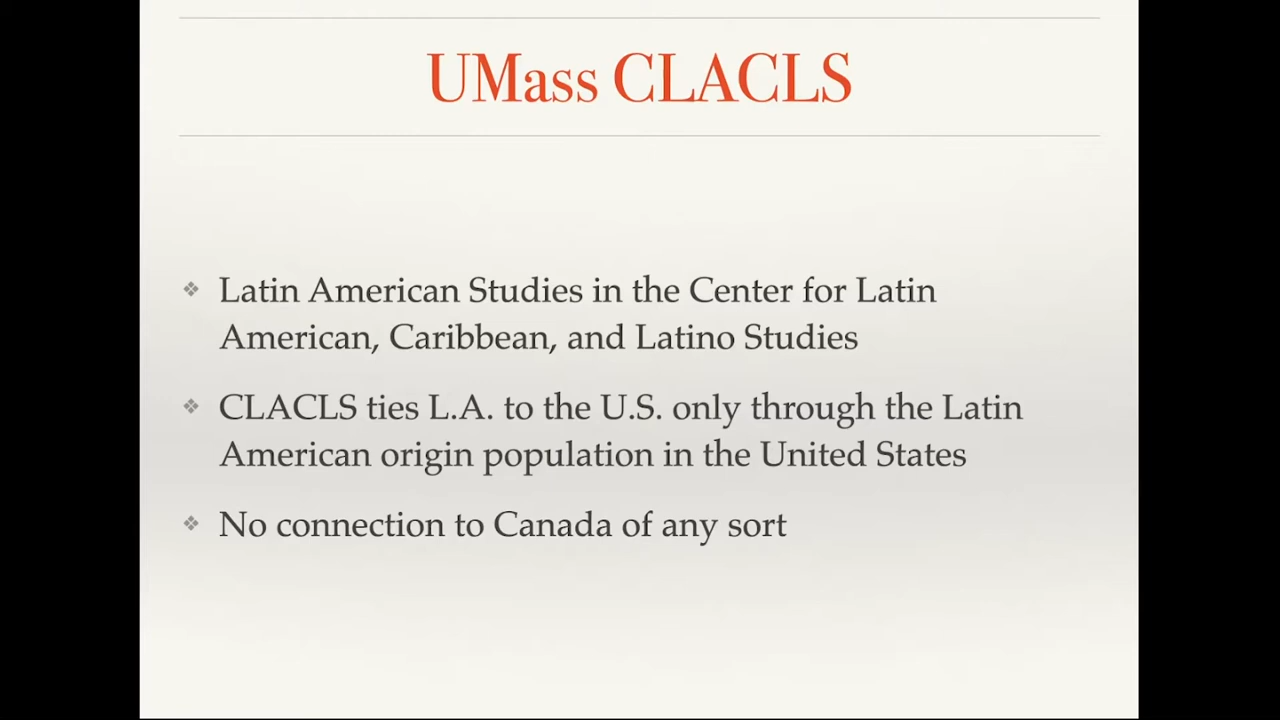 UMass CLACLS
❖ Latin American Studies in the Center for Latin
American, Caribbean, and Latino Studies
❖ CLACLS ties L.A. to the U.S. only through the Latin
American origin population in the United States
❖ No connection to Canada of any sort